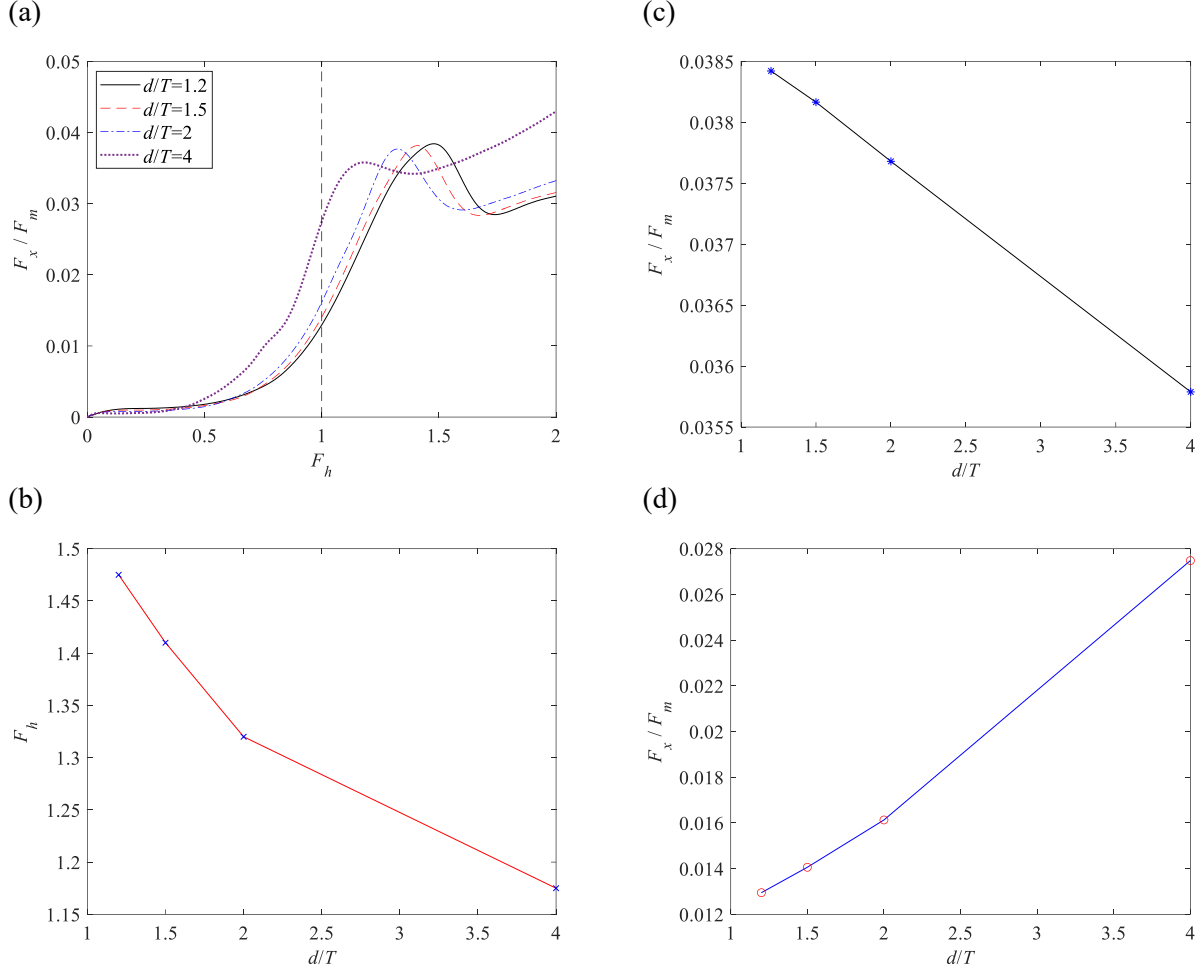 (a)
0.05
0.04
0.03
0.02
0.01
0
F_x / F_m
d/T=1.2
d/T=1.5
d/T=2
d/T=4
0 0.5 1 1.5 2
F_h
(c)
0.0385
0.038
0.0375
0.037
0.0365
0.036
0.0355
F_x / F_m
1 1.5 2 2.5 3 3.5 4
d/T
(b)
1.5
1.45
1.4
1.35
1.3
1.25
1.2
1.15
F_h
1 1.5 2 2.5 3 3.5 4
d/T
(d)
0.028
0.026
0.024
0.022
0.02
0.018
0.016
0.014
0.012
F_x / F_m
1 1.5 2 2.5 3 3.5 4
d/T